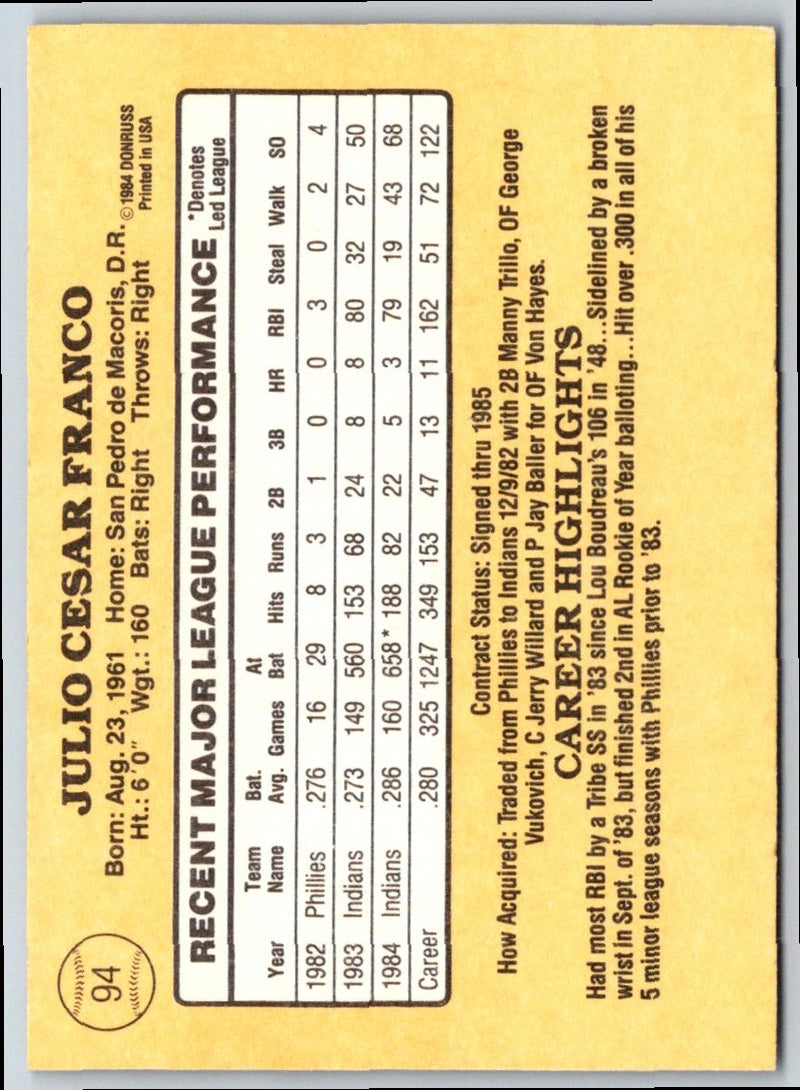 94
JULIO CESAR FRANCO
Born: Aug. 23, 1961 Home: San Pedro de Macoris, D.R.
Ht.: 6'0" Wgt.: 160 Bats: Right Throws: Right
© 1984 DONRUSS
Printed in USA
RECENT MAJOR LEAGUE PERFORMANCE
*Denotes
Led League
Year Team Name Bat. Avg. Games At Bat Hits Runs 2B 3B HR RBI Steal Walk SO
1982 Phillies .276 16 29 8 3 1 0 0 3 0 2 4
1983 Indians .273 149 560 153 68 24 8 8 80 32 27 50
1984 Indians .286 160 658* 188 82 22 5 3 79 19 43 68
Career .280 325 1247 349 153 47 13 11 162 51 72 122
Contract Status: Signed thru 1985
How Acquired: Traded from Phillies to Indians 12/9/82 with 2B Manny Trillo, OF George
Vukovich, C Jerry Willard and P Jay Baller for OF Von Hayes.
CAREER HIGHLIGHTS
Had most RBI by a Tribe SS in '83 since Lou Boudreau's 106 in '48...Sidelined by a broken
wrist in Sept. of '83, but finished 2nd in AL Rookie of Year balloting...Hit over .300 in all of his
5 minor league seasons with Phillies prior to '83.